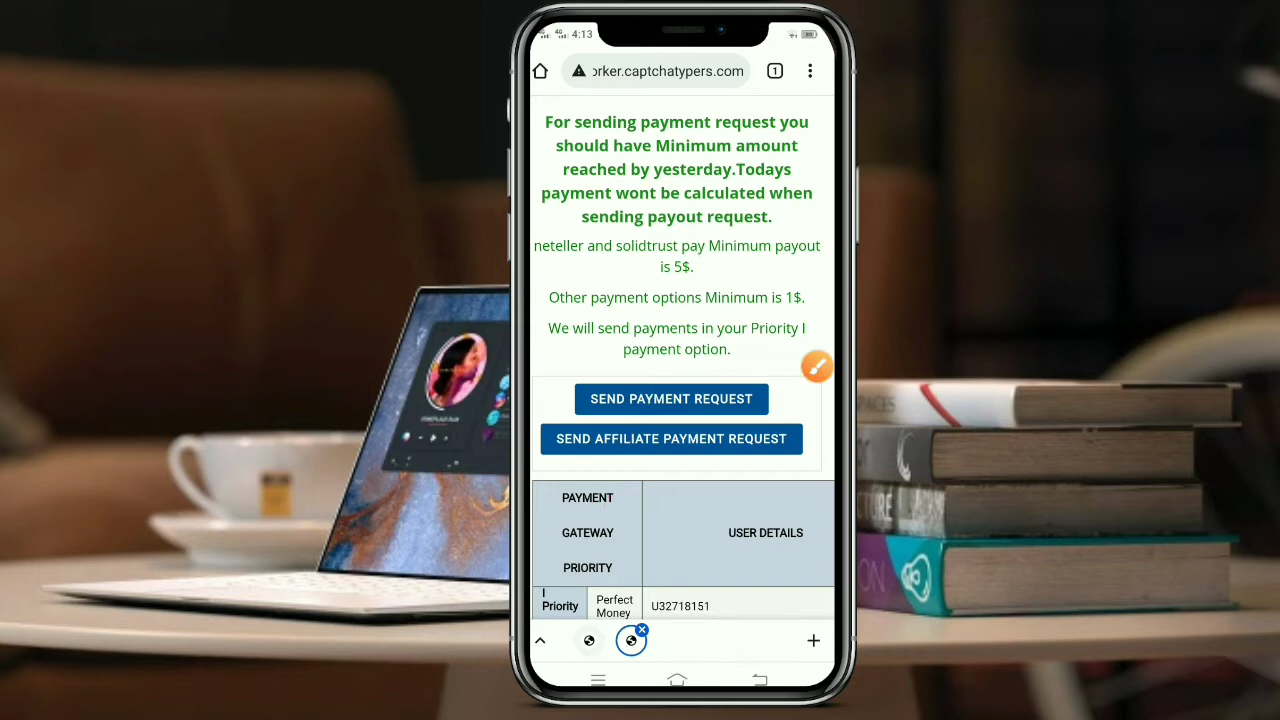 4:13
orker.captchatypers.com
1
For sending payment request you
should have Minimum amount
reached by yesterday.Todays
payment wont be calculated when
sending payout request.
neteller and solidtrust pay Minimum payout
is 5$.
Other payment options Minimum is 1$.
We will send payments in your Priority I
payment option.
SEND PAYMENT REQUEST
SEND AFFILIATE PAYMENT REQUEST
PAYMENT
GATEWAY
PRIORITY
USER DETAILS
I
Priority
Perfect
Money
U32718151